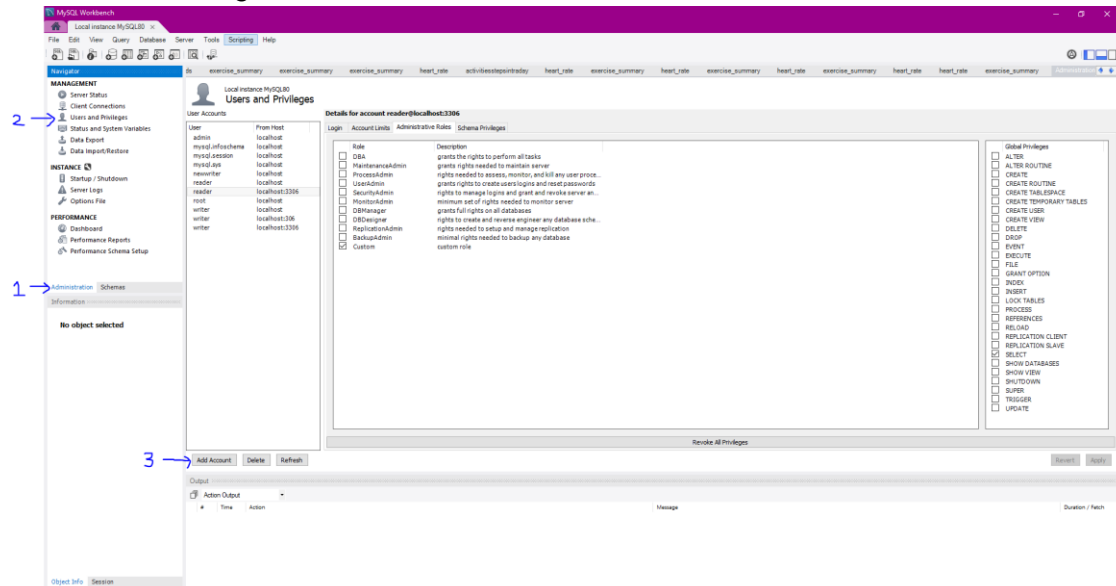 MySQL Workbench
Local instance MySQL80 ×
File Edit View Query Database Server Tools Scripting Help
Navigator
ds exercise_summary exercise_summary exercise_summary heart_rate activitiesstepsintraday heart_rate exercise_summary heart_rate exercise_summary heart_rate exercise_summary heart_rate heart_rate exercise_summary
MANAGEMENT
Server Status
Client Connections
2
Users and Privileges
Status and System Variables
Data Export
Data Import/Restore
INSTANCE
Startup / Shutdown
Server Logs
Options File
PERFORMANCE
Dashboard
Performance Reports
Performance Schema Setup
1
Administration Schemas
Information
No object selected
Object Info Session
Local instance MySQL80
Users and Privileges
User Accounts
User From Host
admin localhost
mysql.infoschema localhost
mysql.session localhost
mysql.sys localhost
newwriter localhost
reader localhost
reader localhost:3306
root localhost
writer localhost
writer localhost:306
writer localhost:3306
3
Add Account Delete Refresh
Details for account reader@localhost:3306
Login Account Limits Administrative Roles Schema Privileges
Role Description
DBA grants the rights to perform all tasks
MaintenanceAdmin grants rights needed to maintain server
ProcessAdmin rights needed to assess, monitor, and kill any user proce...
UserAdmin grants rights to create users logins and reset passwords
SecurityAdmin rights to manage logins and grant and revoke server an...
MonitorAdmin minimum set of rights needed to monitor server
DBManager grants full rights on all databases
DBDesigner rights to create and reverse engineer any database sche...
ReplicationAdmin rights needed to setup and manage replication
BackupAdmin minimal rights needed to backup any database
Custom custom role
Global Privileges
ALTER
ALTER ROUTINE
CREATE
CREATE ROUTINE
CREATE TABLESPACE
CREATE TEMPORARY TABLES
CREATE USER
CREATE VIEW
DELETE
DROP
EVENT
EXECUTE
FILE
GRANT OPTION
INDEX
INSERT
LOCK TABLES
PROCESS
REFERENCES
RELOAD
REPLICATION CLIENT
REPLICATION SLAVE
SELECT
SHOW DATABASES
SHOW VIEW
SHUTDOWN
SUPER
TRIGGER
UPDATE
Revoke All Privileges
Revert Apply
Output
Action Output
# Time Action Message Duration / Fetch